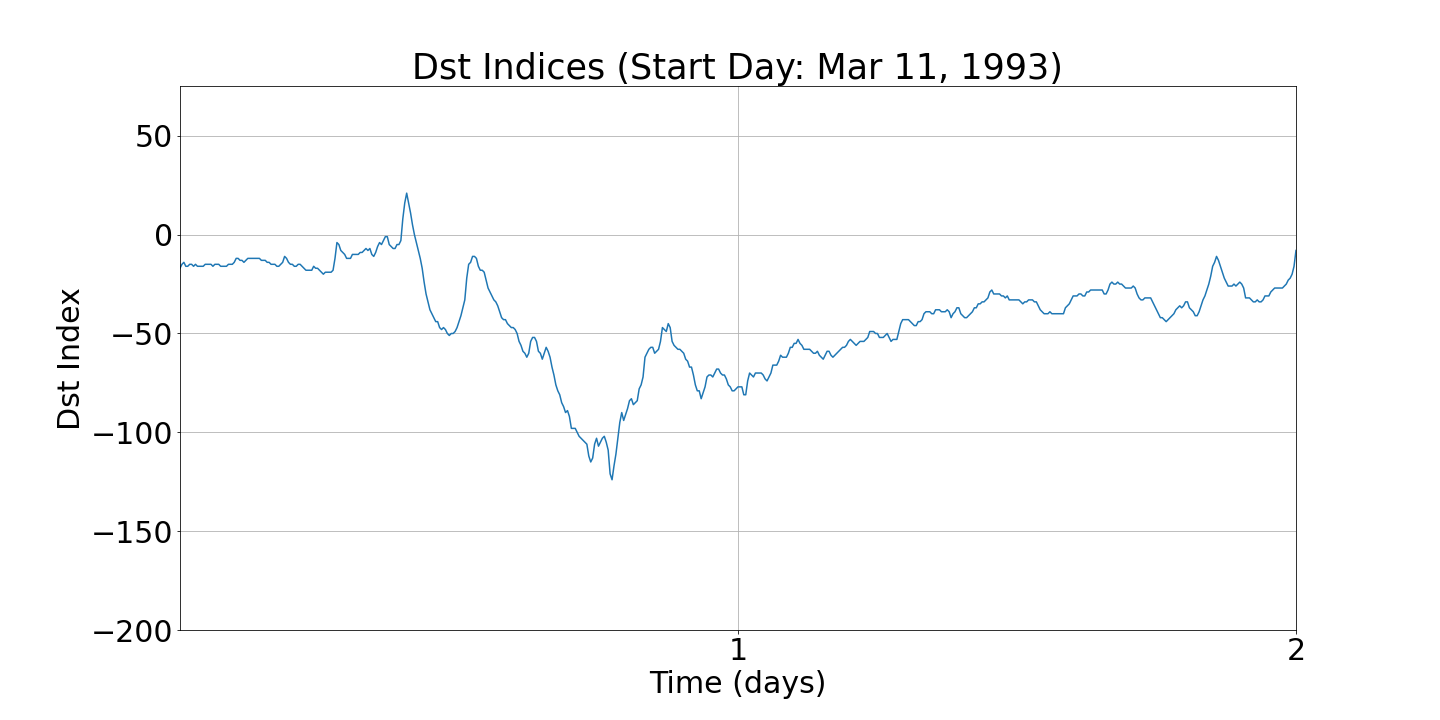 Dst Indices (Start Day: Mar 11, 1993)
50
0
−50
−100
−150
−200
Dst Index
1
2
Time (days)